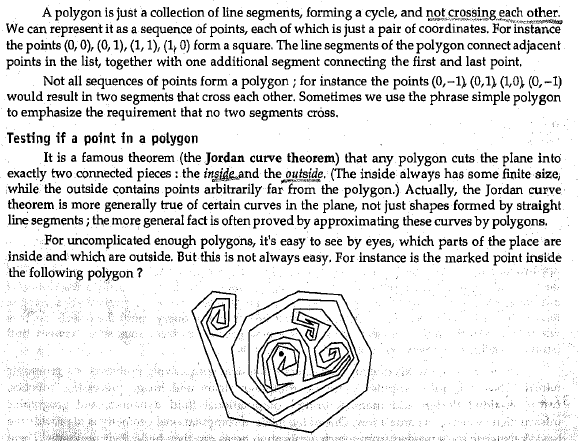 A polygon is just a collection of line segments, forming a cycle, and not crossing each other.
We can represent it as a sequence of points, each of which is just a pair of coordinates. For instance
the points (0, 0), (0, 1), (1, 1), (1, 0) form a square. The line segments of the polygon connect adjacent
points in the list, together with one additional segment connecting the first and last point.
Not all sequences of points form a polygon ; for instance the points (0,−1), (0,1), (1,0), (0,−1)
would result in two segments that cross each other. Sometimes we use the phrase simple polygon
to emphasize the requirement that no two segments cross.
Testing if a point in a polygon
It is a famous theorem (the Jordan curve theorem) that any polygon cuts the plane into
exactly two connected pieces : the inside and the outside. (The inside always has some finite size,
while the outside contains points arbitrarily far from the polygon.) Actually, the Jordan curve
theorem is more generally true of certain curves in the plane, not just shapes formed by straight
line segments ; the more general fact is often proved by approximating these curves by polygons.
For uncomplicated enough polygons, it's easy to see by eyes, which parts of the place are
inside and which are outside. But this is not always easy. For instance is the marked point inside
the following polygon ?